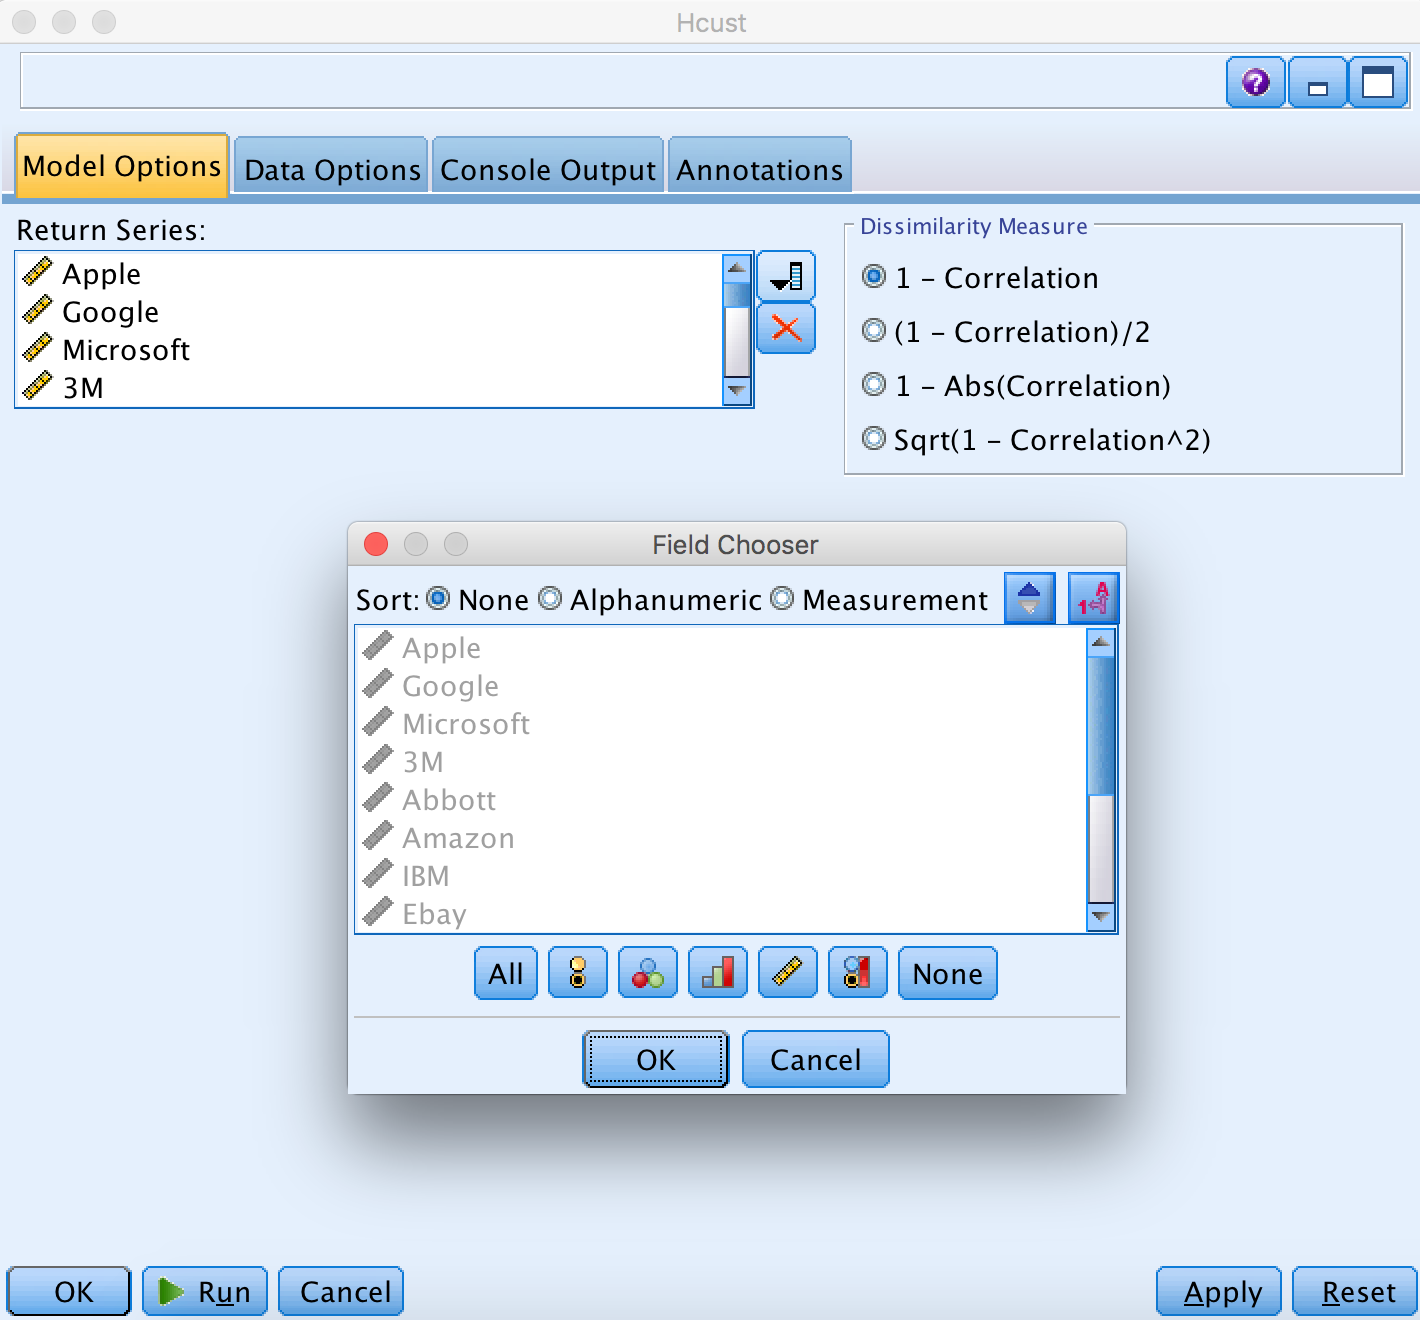 Hcust
Model Options Data Options Console Output Annotations
Return Series:
Apple
Google
Microsoft
3M
Dissimilarity Measure
1 - Correlation
(1 - Correlation)/2
1 - Abs(Correlation)
Sqrt(1 - Correlation^2)
Field Chooser
Sort: None Alphanumeric Measurement
Apple
Google
Microsoft
3M
Abbott
Amazon
IBM
Ebay
All None
OK Cancel
OK Run Cancel Apply Reset